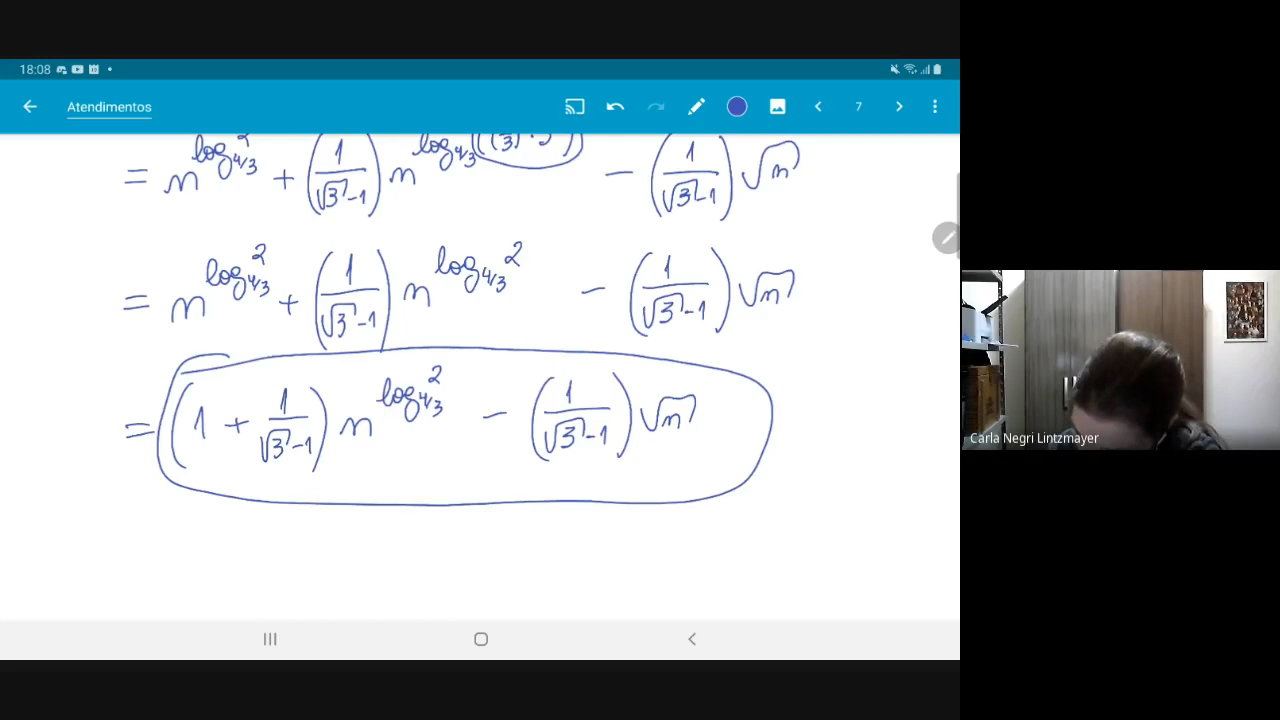 18:08
Atendimentos
7
= n^{log_{4/3} 2} + (1/(√3 - 1)) n^{log_{4/3}} - (1/(√3 - 1)) √n
= n^{log_{4/3} 2} + (1/(√3 - 1)) n^{log_{4/3} 2} - (1/(√3 - 1)) √n
= (1 + 1/(√3 - 1)) n^{log_{4/3} 2} - (1/(√3 - 1)) √n
Carla Negri Lintzmayer